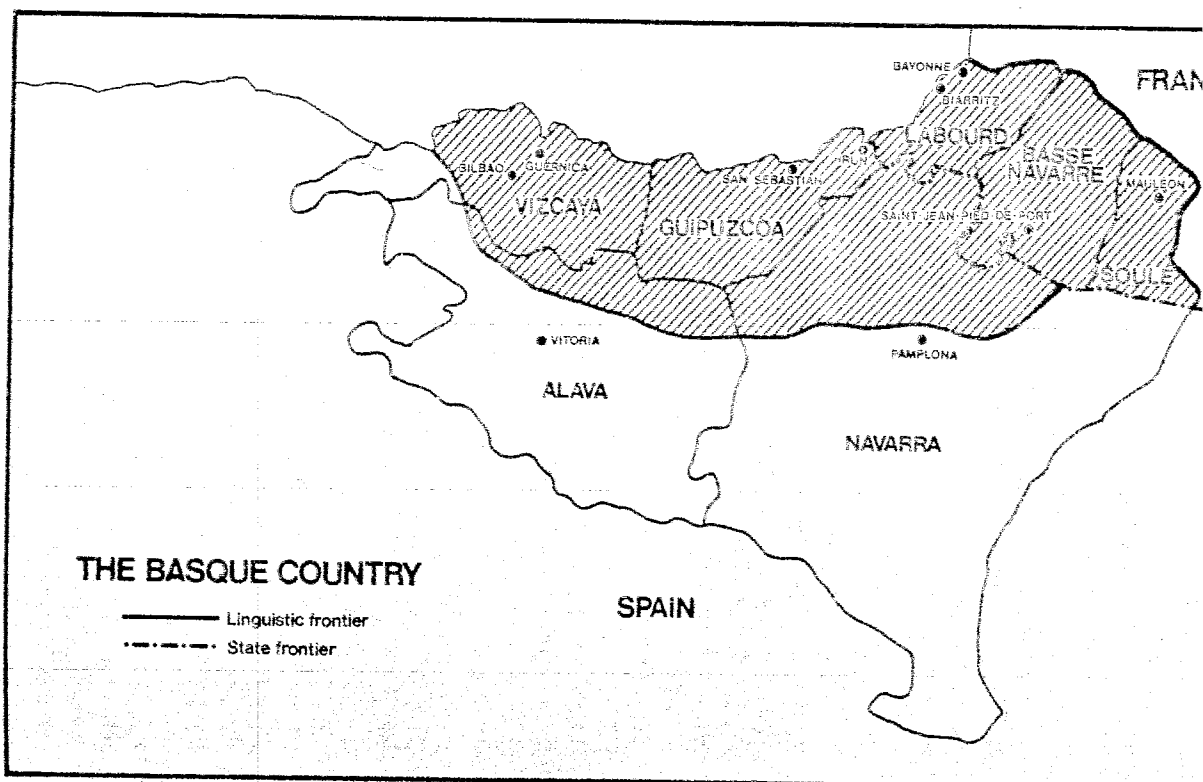 BAYONNE
FRAN
BIARRITZ
LABOURD
IRUN
BASSE
NAVARRE
BILBAO
GUERNICA
SAN SEBASTIAN
MAULEON
VIZCAYA
GUIPUZCOA
SAINT-JEAN-PIED-DE-PORT
SOULE
VITORIA
PAMPLONA
ALAVA
NAVARRA
THE BASQUE COUNTRY
SPAIN
Linguistic frontier
State frontier